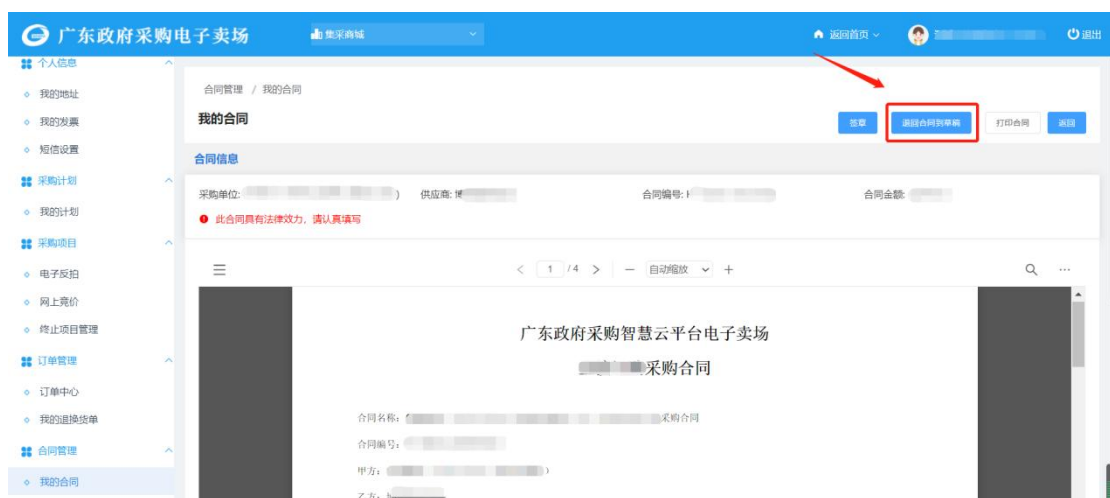 广东政府采购电子卖场
集采商城
返回首页
退出
个人信息
我的地址
我的发票
短信设置
采购计划
我的计划
采购项目
电子反拍
网上竞价
终止项目管理
订单管理
订单中心
我的退换货单
合同管理
我的合同
合同管理 / 我的合同
我的合同
签章 退回合同到草稿 打印合同 返回
合同信息
采购单位: ) 供应商: 合同编号: 合同金额:
此合同具有法律效力，请认真填写
1 /4 自动缩放
广东政府采购智慧云平台电子卖场
采购合同
合同名称： 采购合同
合同编号：
甲方： ）
乙方：